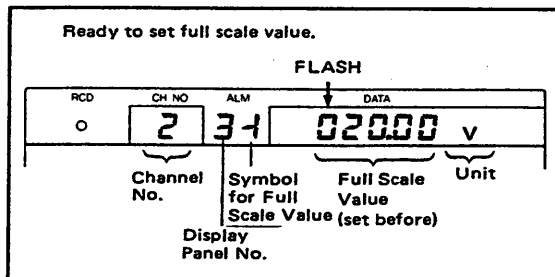 Ready to set full scale value.
FLASH
RCD CH NO ALM DATA
2 3-| 020.00 V
Channel No.
Symbol for Full Scale Value
Full Scale Value (set before)
Unit
Display Panel No.